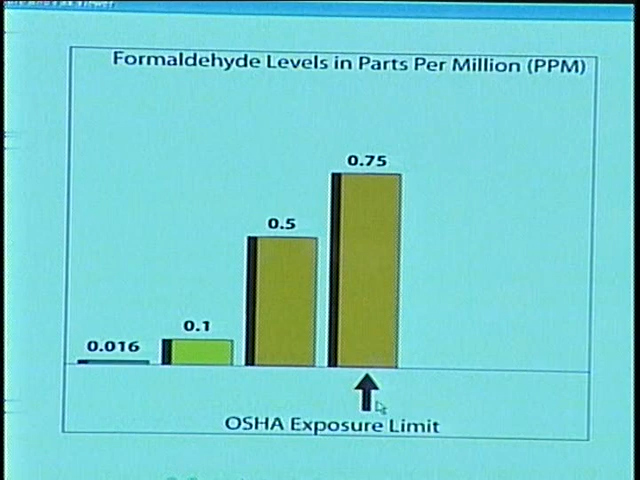 Formaldehyde Levels in Parts Per Million (PPM)
0.75
0.5
0.1
0.016
OSHA Exposure Limit